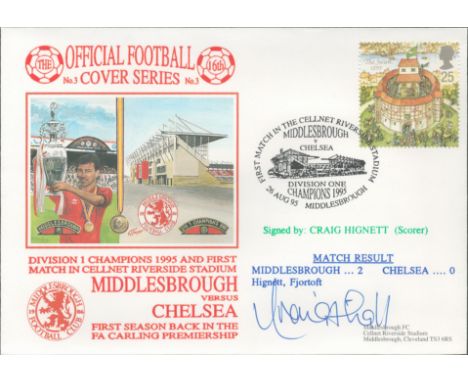 OFFICIAL FOOTBALL
THE 16th
No.3 COVER SERIES No.3
25
FIRST MATCH IN THE CELLNET RIVERSIDE STADIUM
MIDDLESBROUGH
v
CHELSEA
DIVISION ONE
CHAMPIONS 1995
26 AUG 95 MIDDLESBROUGH
Signed by: CRAIG HIGNETT (Scorer)
MIDDLESBROUGH
DIVISION 1 CHAMPIONS 1995 AND FIRST
MATCH IN CELLNET RIVERSIDE STADIUM
MIDDLESBROUGH
VERSUS
CHELSEA
FIRST SEASON BACK IN THE
FA CARLING PREMIERSHIP
MIDDLESBROUGH
FOOTBALL CLUB
MATCH RESULT
MIDDLESBROUGH ... 2 CHELSEA .... 0
Hignett, Fjortoft
Middlesbrough FC
Cellnet Riverside Stadium
Middlesbrough, Cleveland TS3 6RS